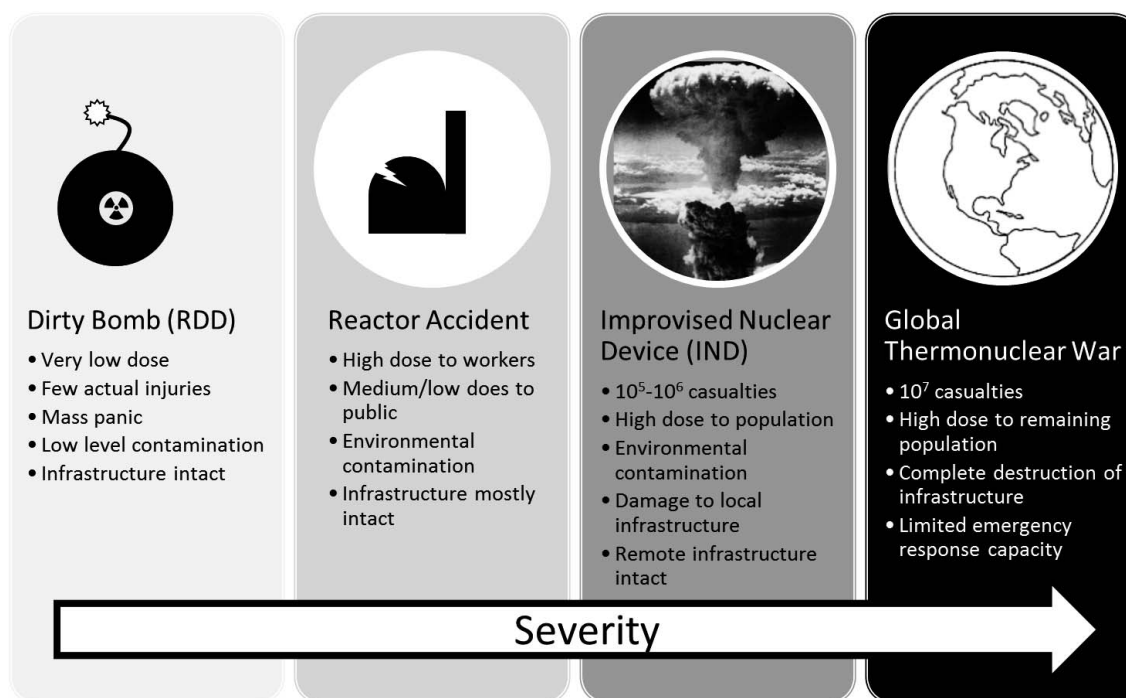 Dirty Bomb (RDD)
• Very low dose
• Few actual injuries
• Mass panic
• Low level contamination
• Infrastructure intact
Reactor Accident
• High dose to workers
• Medium/low does to
public
• Environmental
contamination
• Infrastructure mostly
intact
Improvised Nuclear
Device (IND)
• 10⁵-10⁶ casualties
• High dose to population
• Environmental
contamination
• Damage to local
infrastructure
• Remote infrastructure
intact
Global
Thermonuclear War
• 10⁷ casualties
• High dose to remaining
population
• Complete destruction of
infrastructure
• Limited emergency
response capacity
Severity